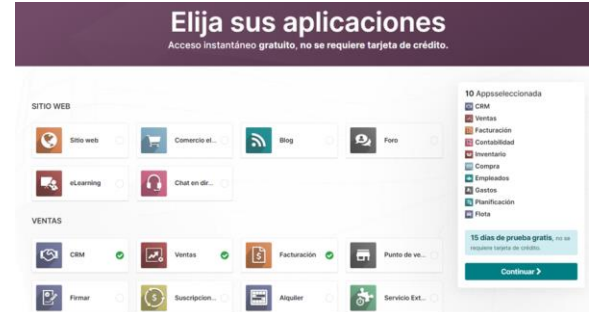 Elija sus aplicaciones
Acceso instantáneo gratuito, no se requiere tarjeta de crédito.
SITIO WEB
Sitio web
Comercio el...
Blog
Foro
eLearning
Chat en dir...
VENTAS
CRM
Ventas
Facturación
Punto de ve...
Firmar
Suscripcion...
Alquiler
Servicio Ext...
10 Appsseleccionada
CRM
Ventas
Facturación
Contabilidad
Inventario
Compra
Empleados
Gastos
Planificación
Flota
15 días de prueba gratis, no se
requiere tarjeta de crédito.
Continuar >